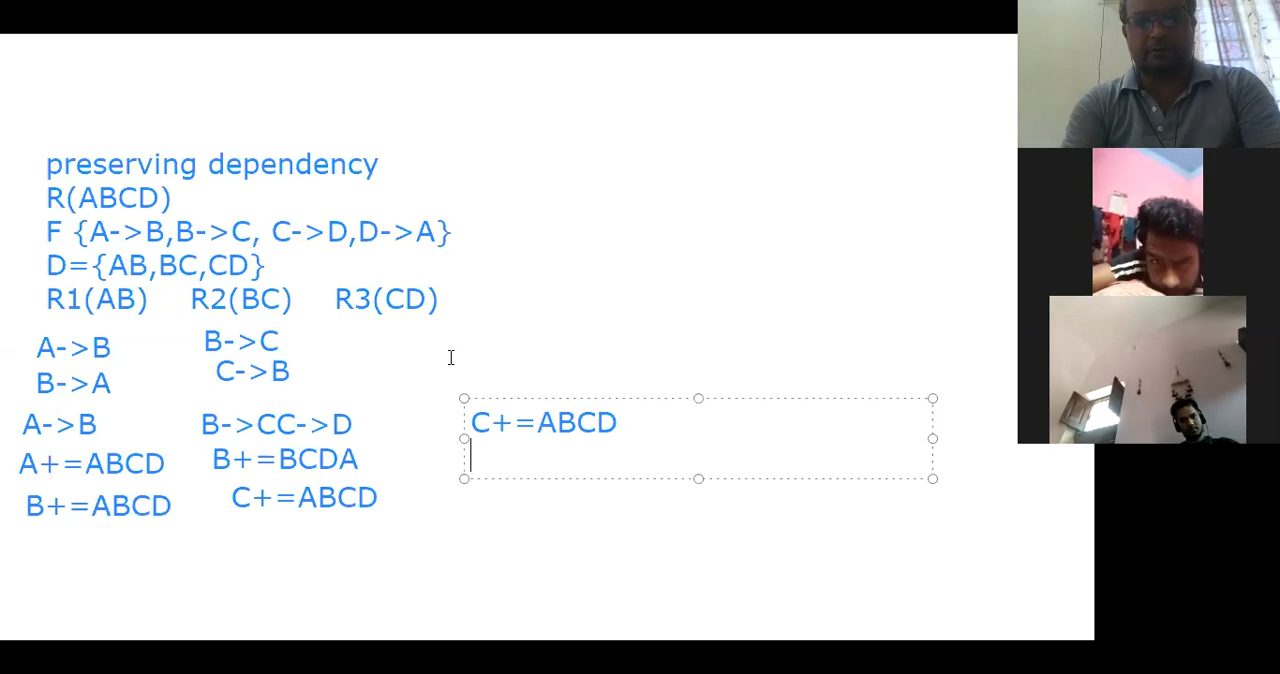 preserving dependency
R(ABCD)
F {A->B,B->C, C->D,D->A}
D={AB,BC,CD}
R1(AB) R2(BC) R3(CD)
A->B B->C
B->A C->B
A->B B->CC->D
A+=ABCD B+=BCDA
B+=ABCD C+=ABCD
C+=ABCD